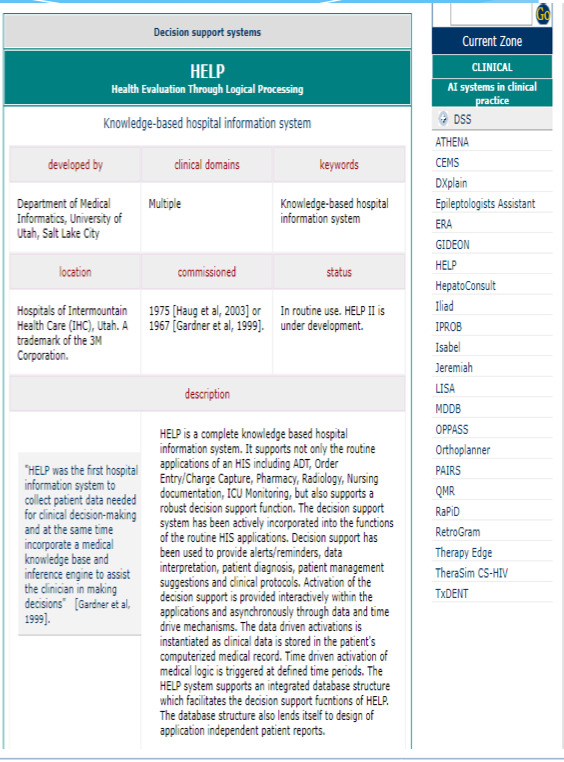 Decision support systems
HELP
Health Evaluation Through Logical Processing
Knowledge-based hospital information system
developed by
clinical domains
keywords
Department of Medical
Informatics, University of
Utah, Salt Lake City
Multiple
Knowledge-based hospital
information system
location
commissioned
status
Hospitals of Intermountain
Health Care (IHC), Utah. A
trademark of the 3M
Corporation.
1975 [Haug et al, 2003] or
1967 [Gardner et al, 1999].
In routine use. HELP II is
under development.
description
"HELP was the first hospital
information system to
collect patient data needed
for clinical decision-making
and at the same time
incorporate a medical
knowledge base and
inference engine to assist
the clinician in making
decisions" [Gardner et al,
1999].
HELP is a complete knowledge based hospital
information system. It supports not only the routine
applications of an HIS including ADT, Order
Entry/Charge Capture, Pharmacy, Radiology, Nursing
documentation, ICU Monitoring, but also supports a
robust decision support function. The decision support
system has been actively incorporated into the functions
of the routine HIS applications. Decision support has
been used to provide alerts/reminders, data
interpretation, patient diagnosis, patient management
suggestions and clinical protocols. Activation of the
decision support is provided interactively within the
applications and asynchronously through data and time
drive mechanisms. The data driven activations is
instantiated as clinical data is stored in the patient's
computerized medical record. Time driven activation of
medical logic is triggered at defined time periods. The
HELP system supports an integrated database structure
which facilitates the decision support fucntions of HELP.
The database structure also lends itself to design of
application independent patient reports.
Go
Current Zone
CLINICAL
AI systems in clinical
practice
DSS
ATHENA
CEMS
DXplain
Epileptologists Assistant
ERA
GIDEON
HELP
HepatoConsult
Iliad
IPROB
Isabel
Jeremiah
LISA
MDDB
OPPASS
Orthoplanner
PAIRS
QMR
RaPiD
RetroGram
Therapy Edge
TheraSim CS-HIV
TxDENT